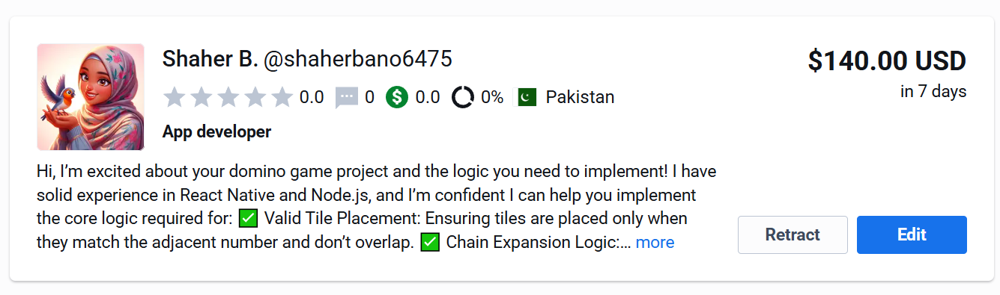 Shaher B. @shaherbano6475
$140.00 USD
in 7 days
0.0 0 0.0 0% Pakistan
App developer
Hi, I’m excited about your domino game project and the logic you need to implement! I have
solid experience in React Native and Node.js, and I’m confident I can help you implement
the core logic required for: ✅ Valid Tile Placement: Ensuring tiles are placed only when
they match the adjacent number and don’t overlap. ✅ Chain Expansion Logic:... more
Retract
Edit